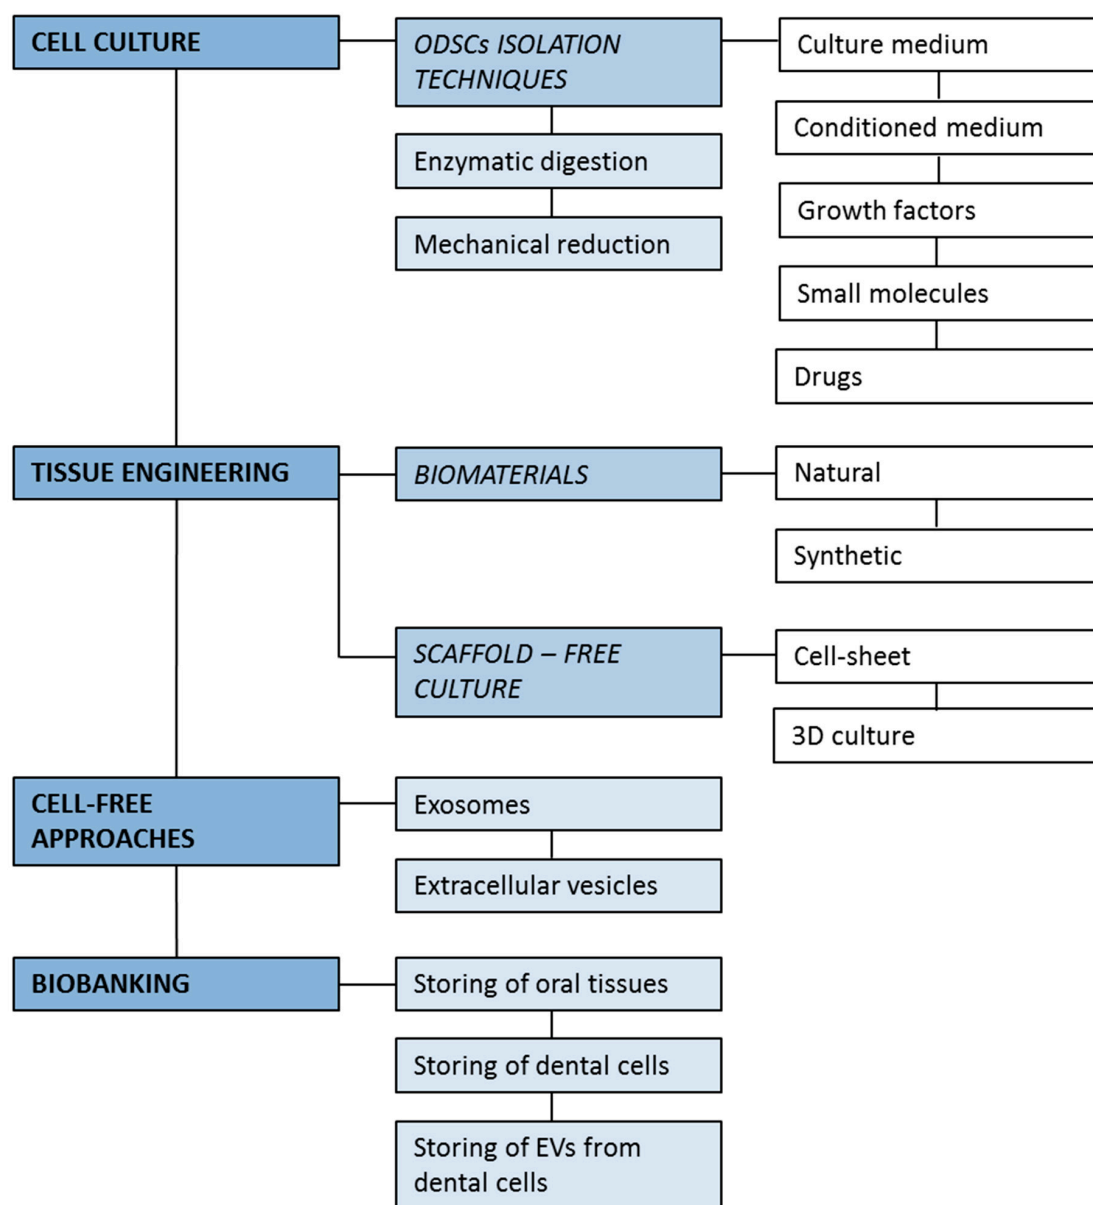 CELL CULTURE
ODSCs ISOLATION
TECHNIQUES
Enzymatic digestion
Mechanical reduction
Culture medium
Conditioned medium
Growth factors
Small molecules
Drugs
TISSUE ENGINEERING
BIOMATERIALS
Natural
Synthetic
SCAFFOLD – FREE
CULTURE
Cell-sheet
3D culture
CELL-FREE
APPROACHES
Exosomes
Extracellular vesicles
BIOBANKING
Storing of oral tissues
Storing of dental cells
Storing of EVs from
dental cells